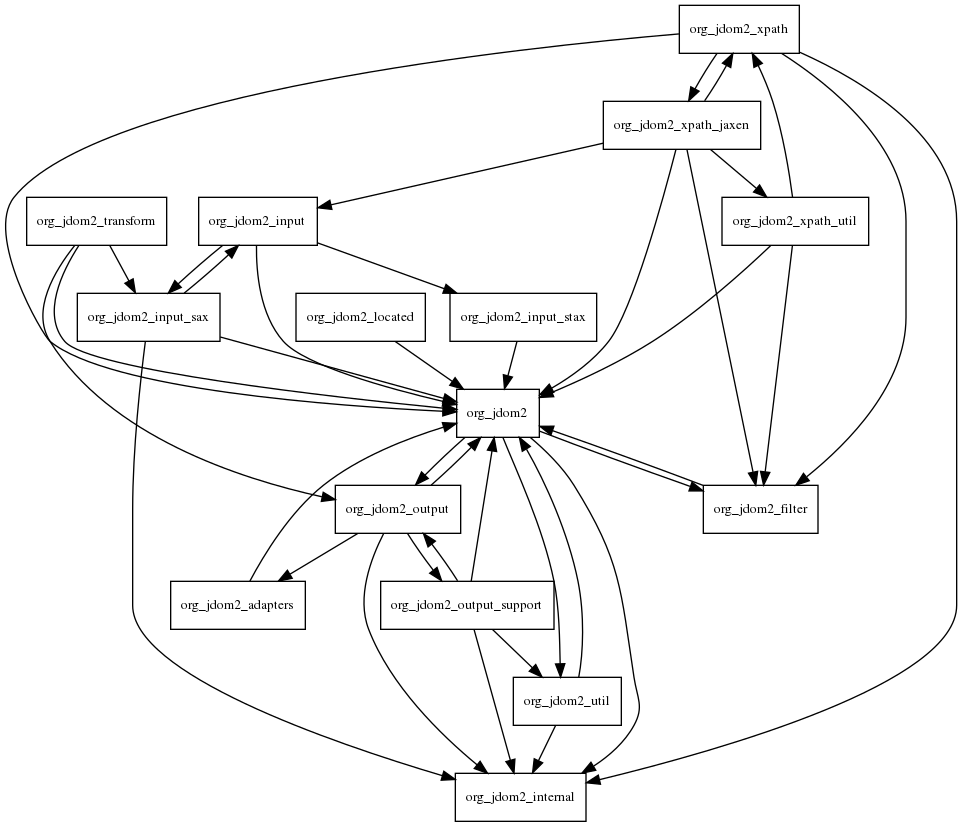 org_jdom2_xpath
org_jdom2_xpath_jaxen
org_jdom2_transform
org_jdom2_input
org_jdom2_xpath_util
org_jdom2_input_sax
org_jdom2_located
org_jdom2_input_stax
org_jdom2
org_jdom2_output
org_jdom2_filter
org_jdom2_adapters
org_jdom2_output_support
org_jdom2_util
org_jdom2_internal